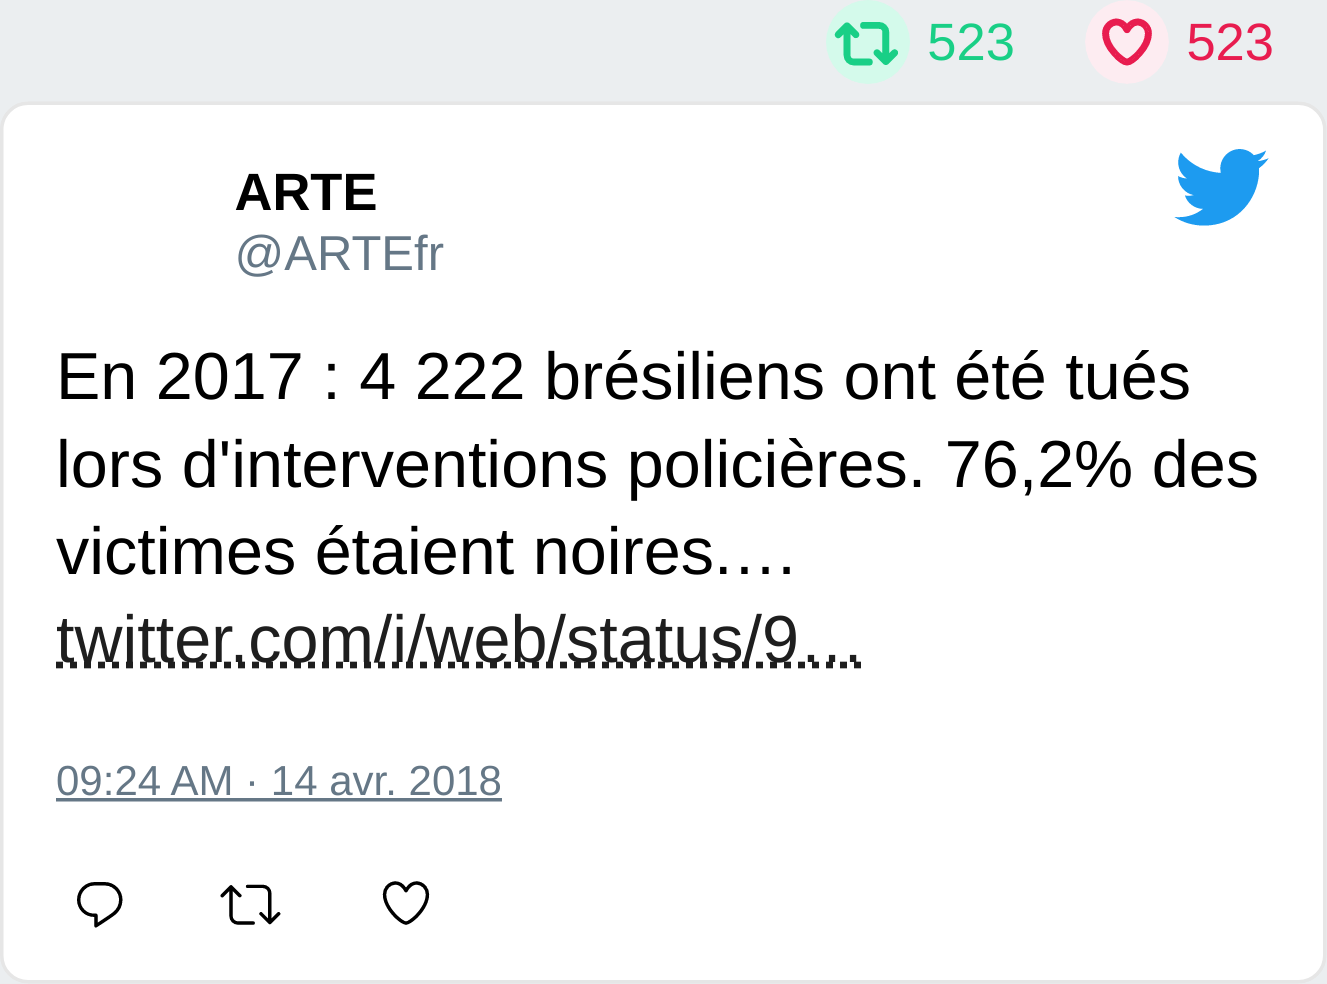 523 523
ARTE
@ARTEfr
En 2017 : 4 222 brésiliens ont été tués
lors d'interventions policières. 76,2% des
victimes étaient noires.…
twitter.com/i/web/status/9…
09:24 AM · 14 avr. 2018